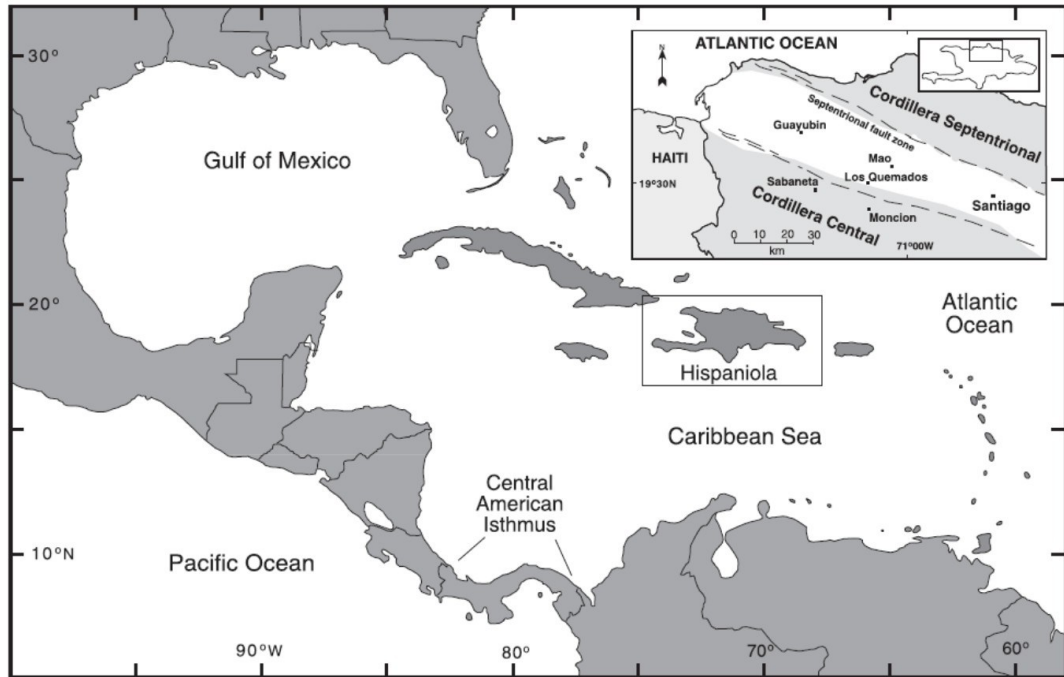 30°
20°
10°N
90°W
80°
70°
60°
Gulf of Mexico
Pacific Ocean
Central
American
Isthmus
Caribbean Sea
Hispaniola
Atlantic
Ocean
N
ATLANTIC OCEAN
Cordillera Septentrional
Septentrional fault zone
Guayubin
Mao
HAITI
Los Quemados
19°30N
Sabaneta
Santiago
Cordillera Central
Moncion
0 10 20 30
km
71°00W